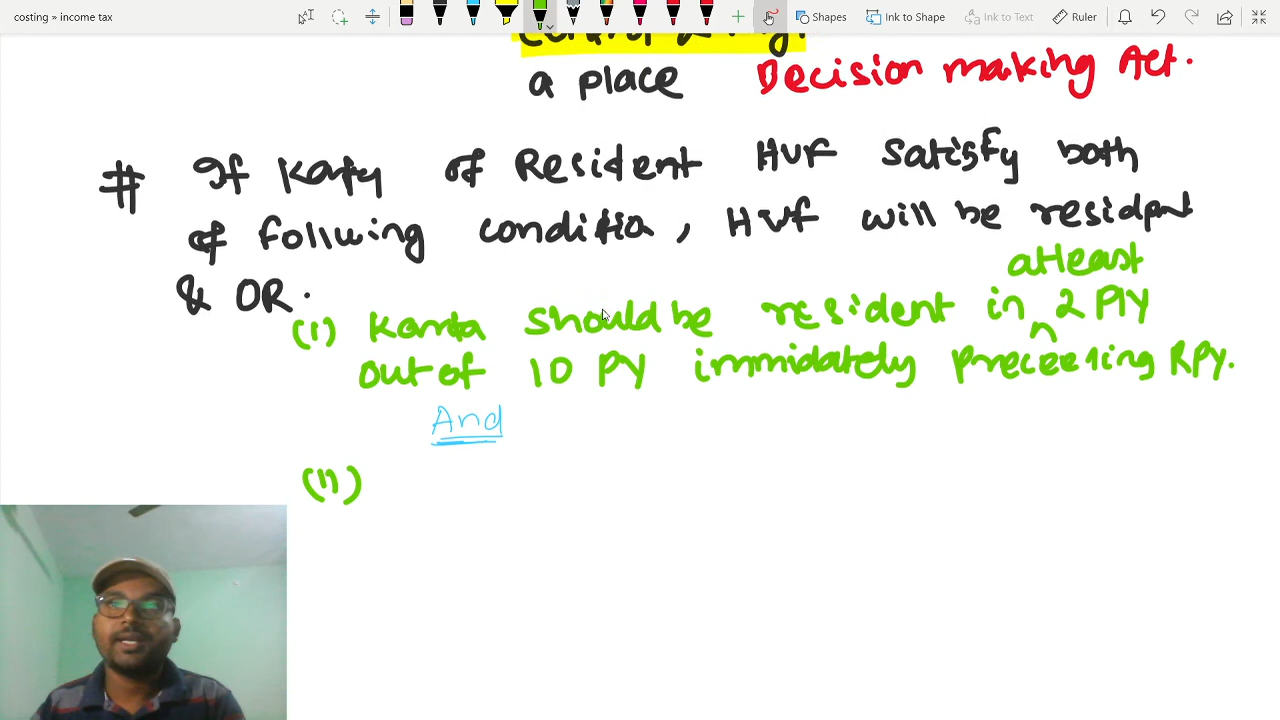 costing » income tax
Shapes
Ink to Shape
Ink to Text
Ruler
a place Decision making Act.
# If Karta of Resident HUF satisfy both
of following condition, HUF will be resident
& OR.
atleast
(i) Karta should be resident in 2 PY
out of 10 PY immidately preceeding RPY.
And
(ii)